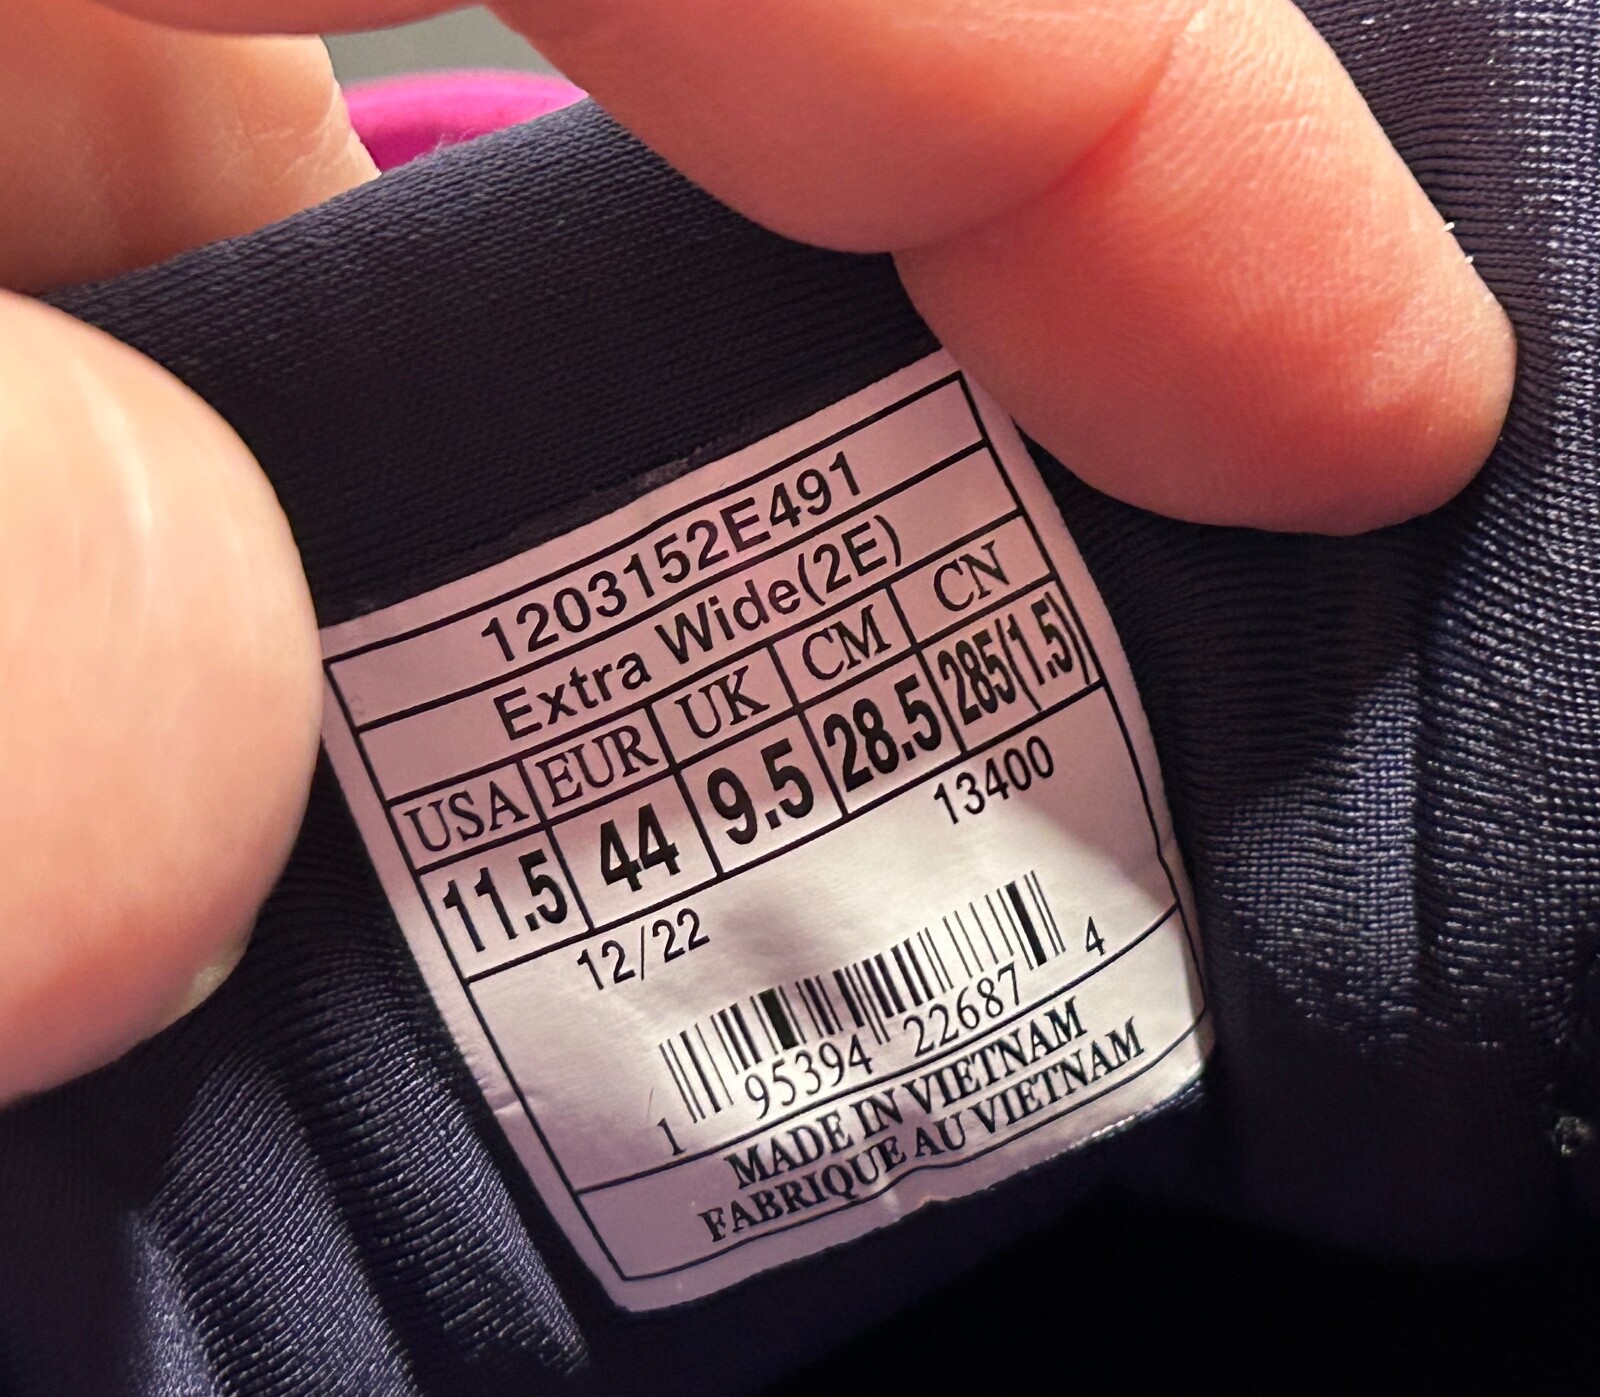 1203152E491
Extra Wide(2E)
USA EUR UK CM CN
11.5 44 9.5 28.5 285(1.5)
12/22 13400
1 95394 22687 4
MADE IN VIETNAM
FABRIQUE AU VIETNAM